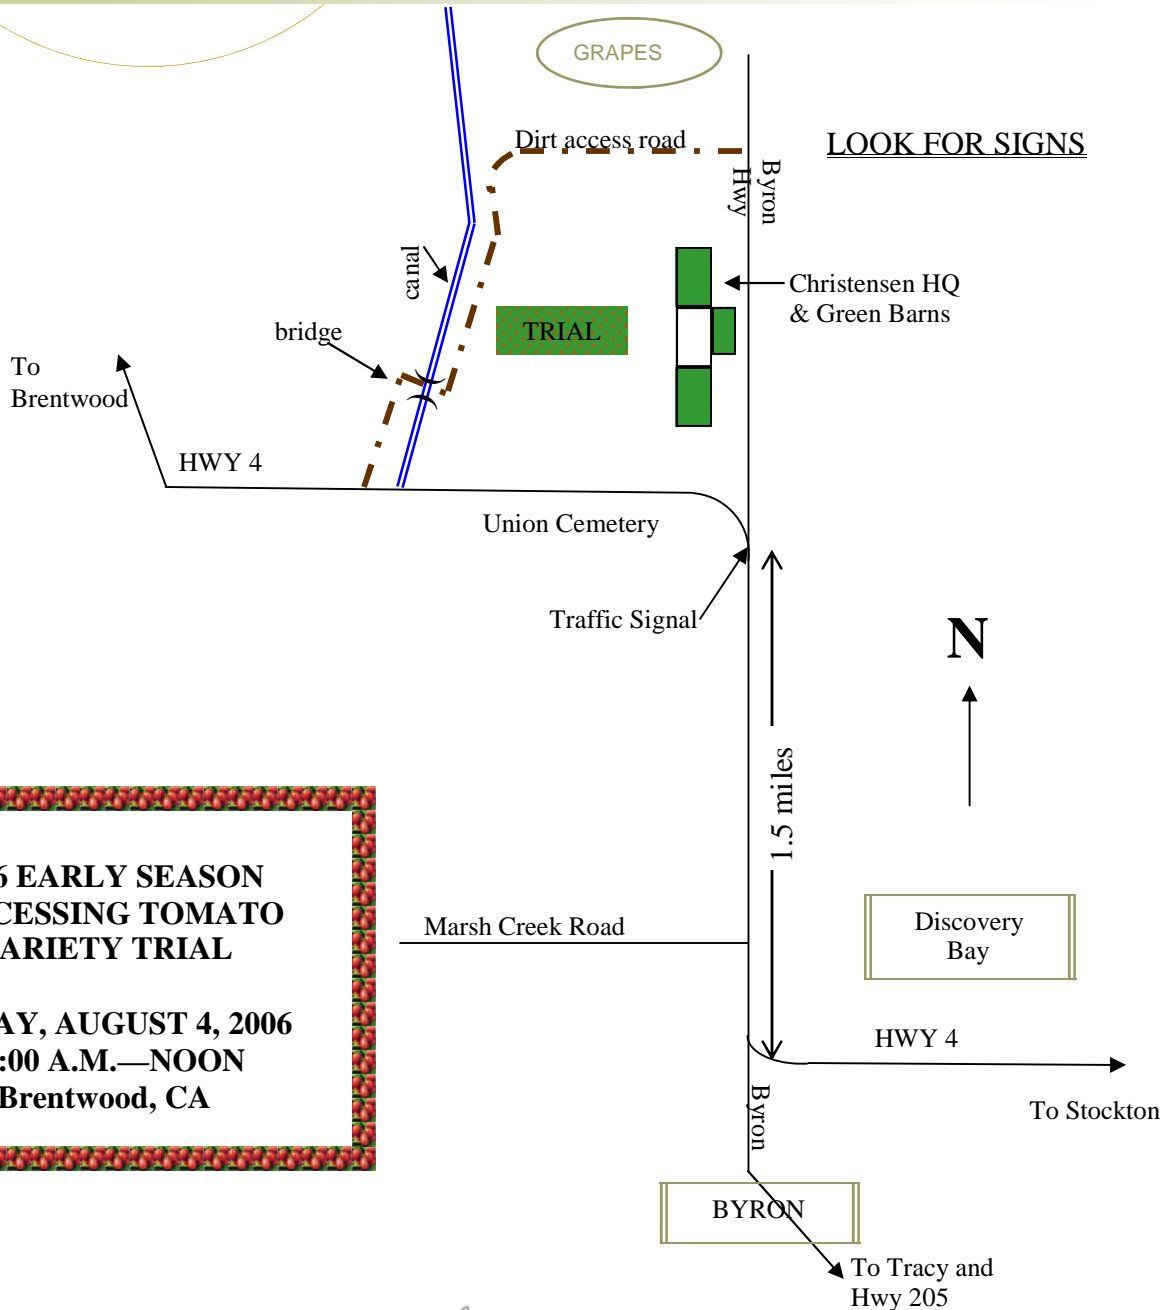 GRAPES
Dirt access road
LOOK FOR SIGNS
Byron
Hwy
canal
Christensen HQ
& Green Barns
TRIAL
bridge
To
Brentwood
HWY 4
Union Cemetery
Traffic Signal
N
1.5 miles
6 EARLY SEASON
CESSING TOMATO
ARIETY TRIAL
AY, AUGUST 4, 2006
:00 A.M.—NOON
Brentwood, CA
Marsh Creek Road
Discovery
Bay
HWY 4
To Stockton
Byron
BYRON
To Tracy and
Hwy 205